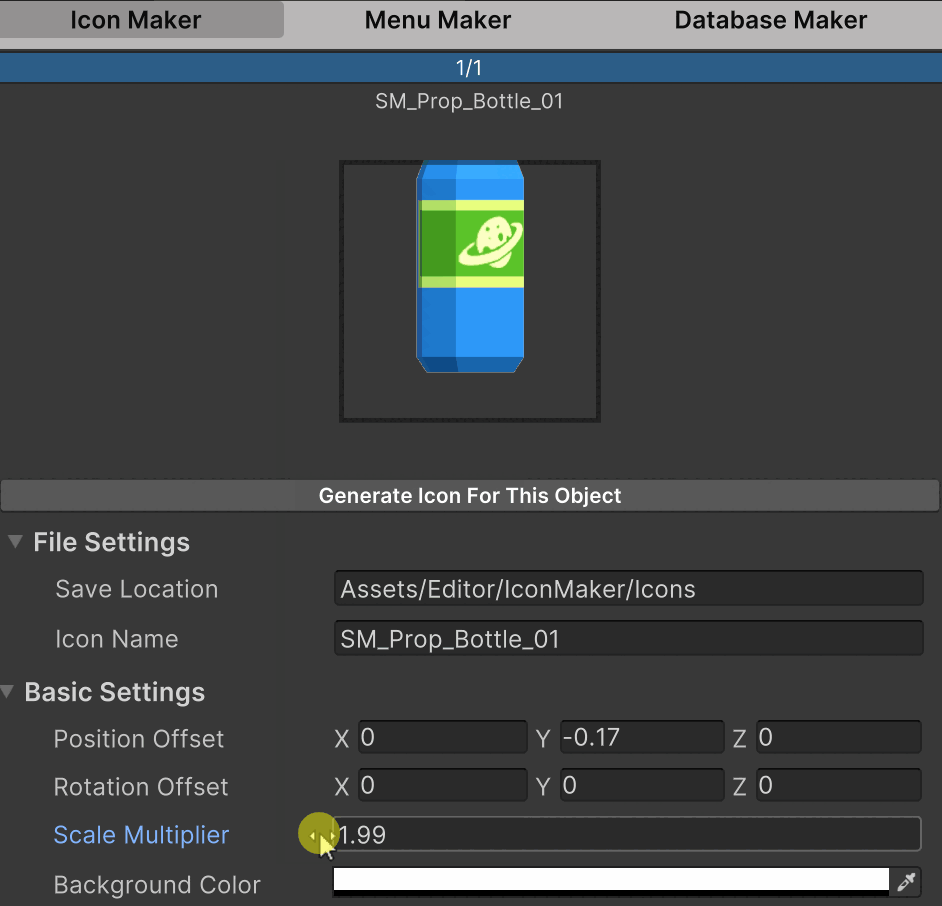 Icon Maker Menu Maker Database Maker
1/1
SM_Prop_Bottle_01
Generate Icon For This Object
File Settings
Save Location Assets/Editor/IconMaker/Icons
Icon Name SM_Prop_Bottle_01
Basic Settings
Position Offset X 0 Y -0.17 Z 0
Rotation Offset X 0 Y 0 Z 0
Scale Multiplier 1.99
Background Color